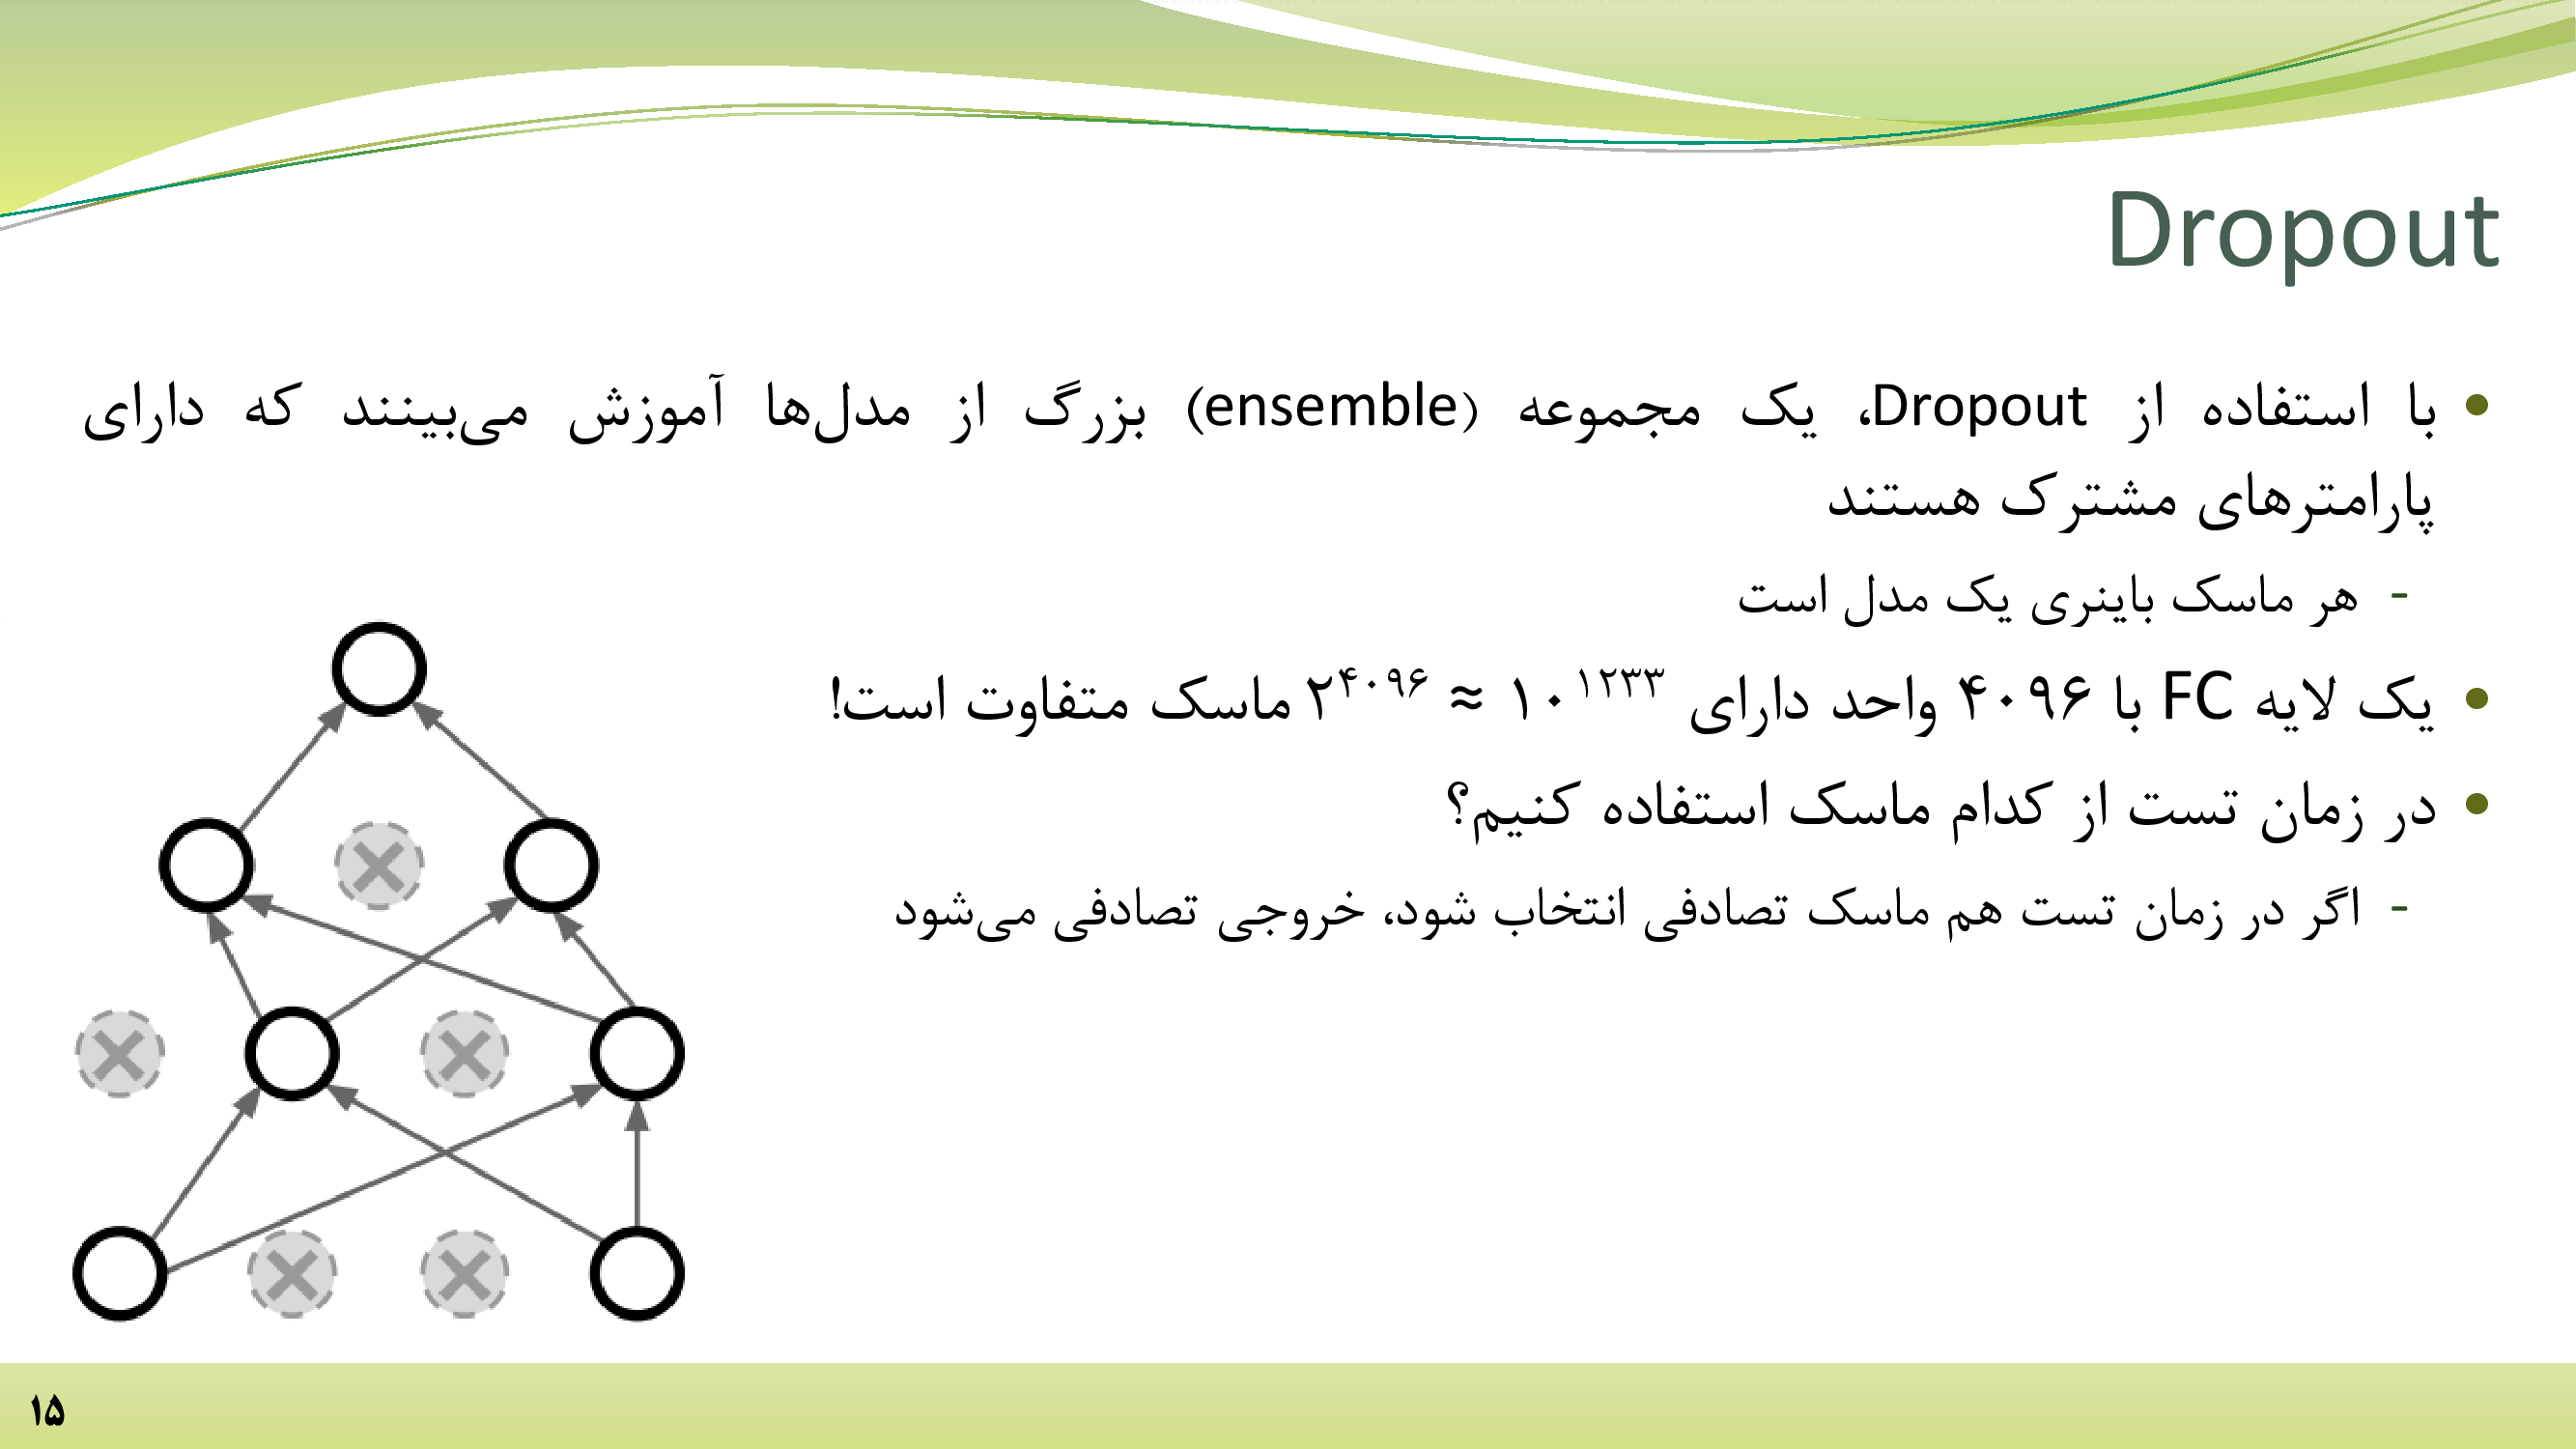 Dropout
• با استفاده از Dropout، یک مجموعه (ensemble) بزرگ از مدل‌ها آموزش می‌بینند که دارای
پارامترهای مشترک هستند
- هر ماسک باینری یک مدل است
• یک لایه FC با ۴۰۹۶ واحد دارای ۲^۴۰۹۶ ≈ ۱۰^۱۲۳۳ ماسک متفاوت است!
• در زمان تست از کدام ماسک استفاده کنیم؟
- اگر در زمان تست هم ماسک تصادفی انتخاب شود، خروجی تصادفی می‌شود
۱۵